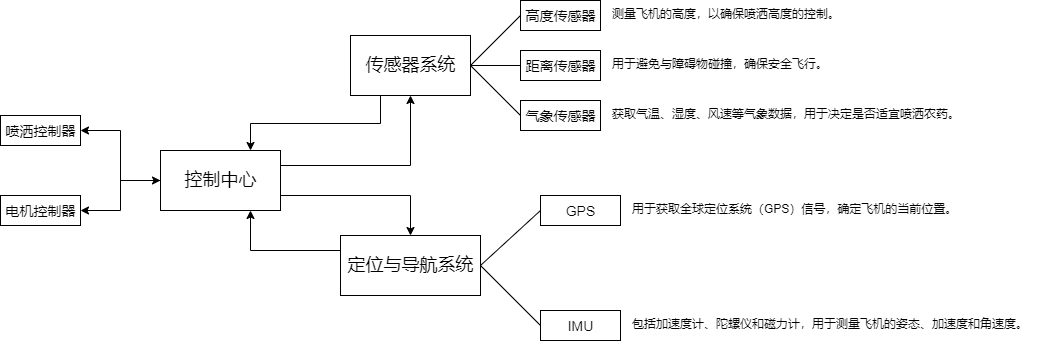 高度传感器 测量飞机的高度，以确保喷洒高度的控制。
传感器系统
距离传感器 用于避免与障碍物碰撞，确保安全飞行。
气象传感器 获取气温、湿度、风速等气象数据，用于决定是否适宜喷洒农药。
喷洒控制器
控制中心
电机控制器
GPS 用于获取全球定位系统（GPS）信号，确定飞机的当前位置。
定位与导航系统
IMU 包括加速度计、陀螺仪和磁力计，用于测量飞机的姿态、加速度和角速度。